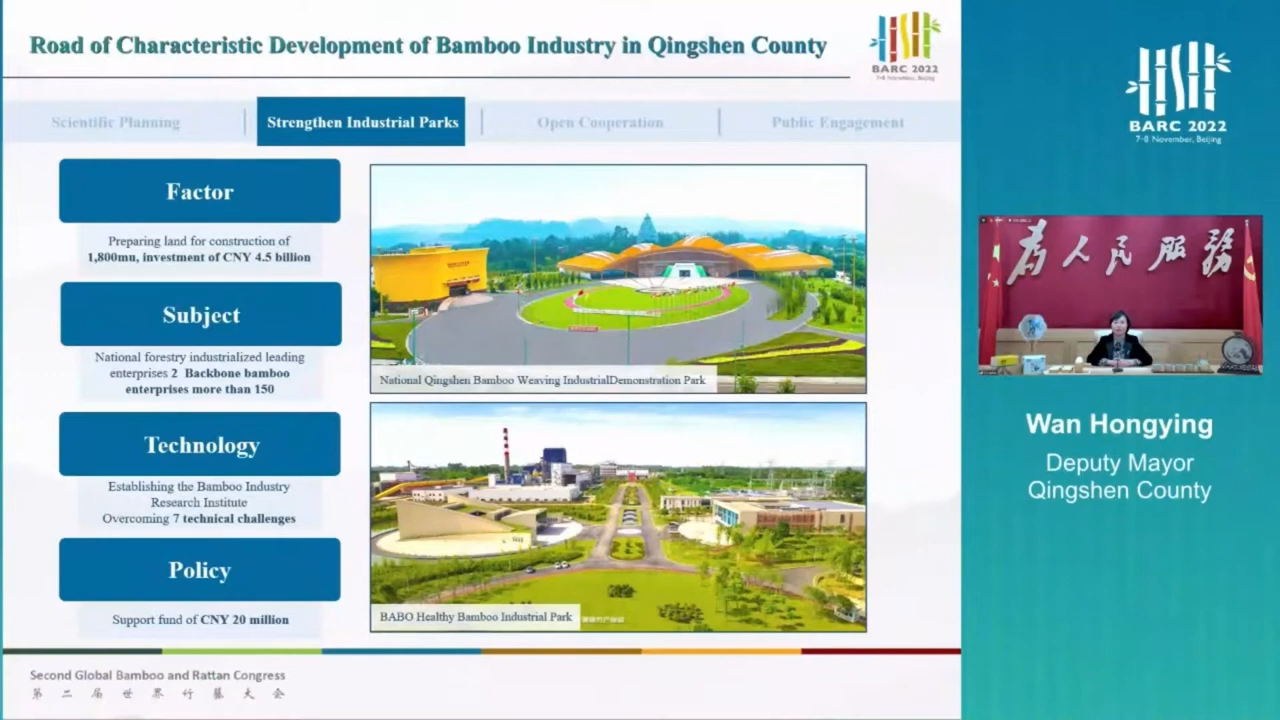 Road of Characteristic Development of Bamboo Industry in Qingshen County
BARC 2022
7-8 November, Beijing
Scientific Planning
Strengthen Industrial Parks
Open Cooperation
Public Engagement
Factor
Preparing land for construction of
1,800mu, investment of CNY 4.5 billion
Subject
National forestry industrialized leading
enterprises 2 Backbone bamboo
enterprises more than 150
Technology
Establishing the Bamboo Industry
Research Institute
Overcoming 7 technical challenges
Policy
Support fund of CNY 20 million
National Qingshen Bamboo Weaving IndustrialDemonstration Park
BABO Healthy Bamboo Industrial Park
Second Global Bamboo and Rattan Congress
第二届世界竹藤大会
BARC 2022
7-8 November, Beijing
为人民服務
Wan Hongying
Deputy Mayor
Qingshen County